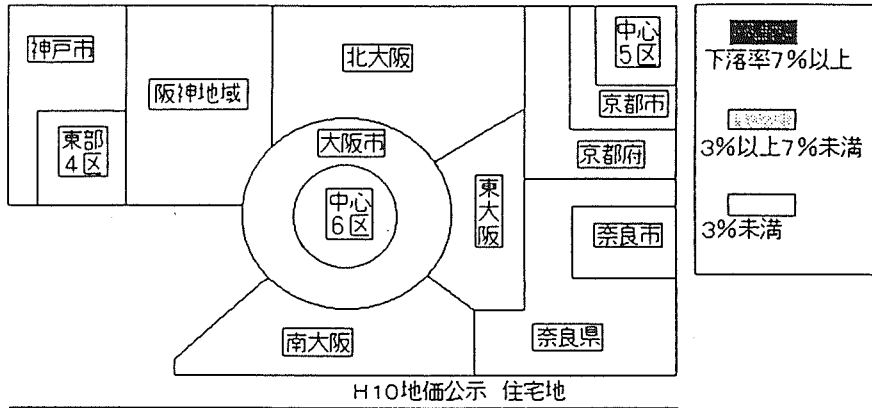 神戸市
東部
4区
阪神地域
北大阪
大阪市
中心
6区
東
大
阪
南大阪
中心
5区
京都市
京都府
奈良市
奈良県
下落率7%以上
3%以上7%未満
3%未満
H10地価公示 住宅地